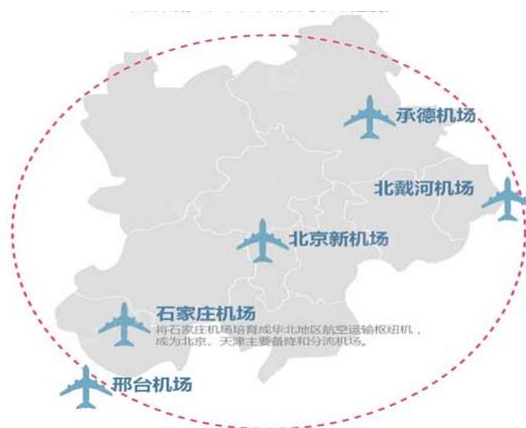 承德机场
北戴河机场
北京新机场
石家庄机场
将石家庄机场培育成华北地区航空运输枢纽机，
成为北京、天津主要备降和分流机场。
邢台机场